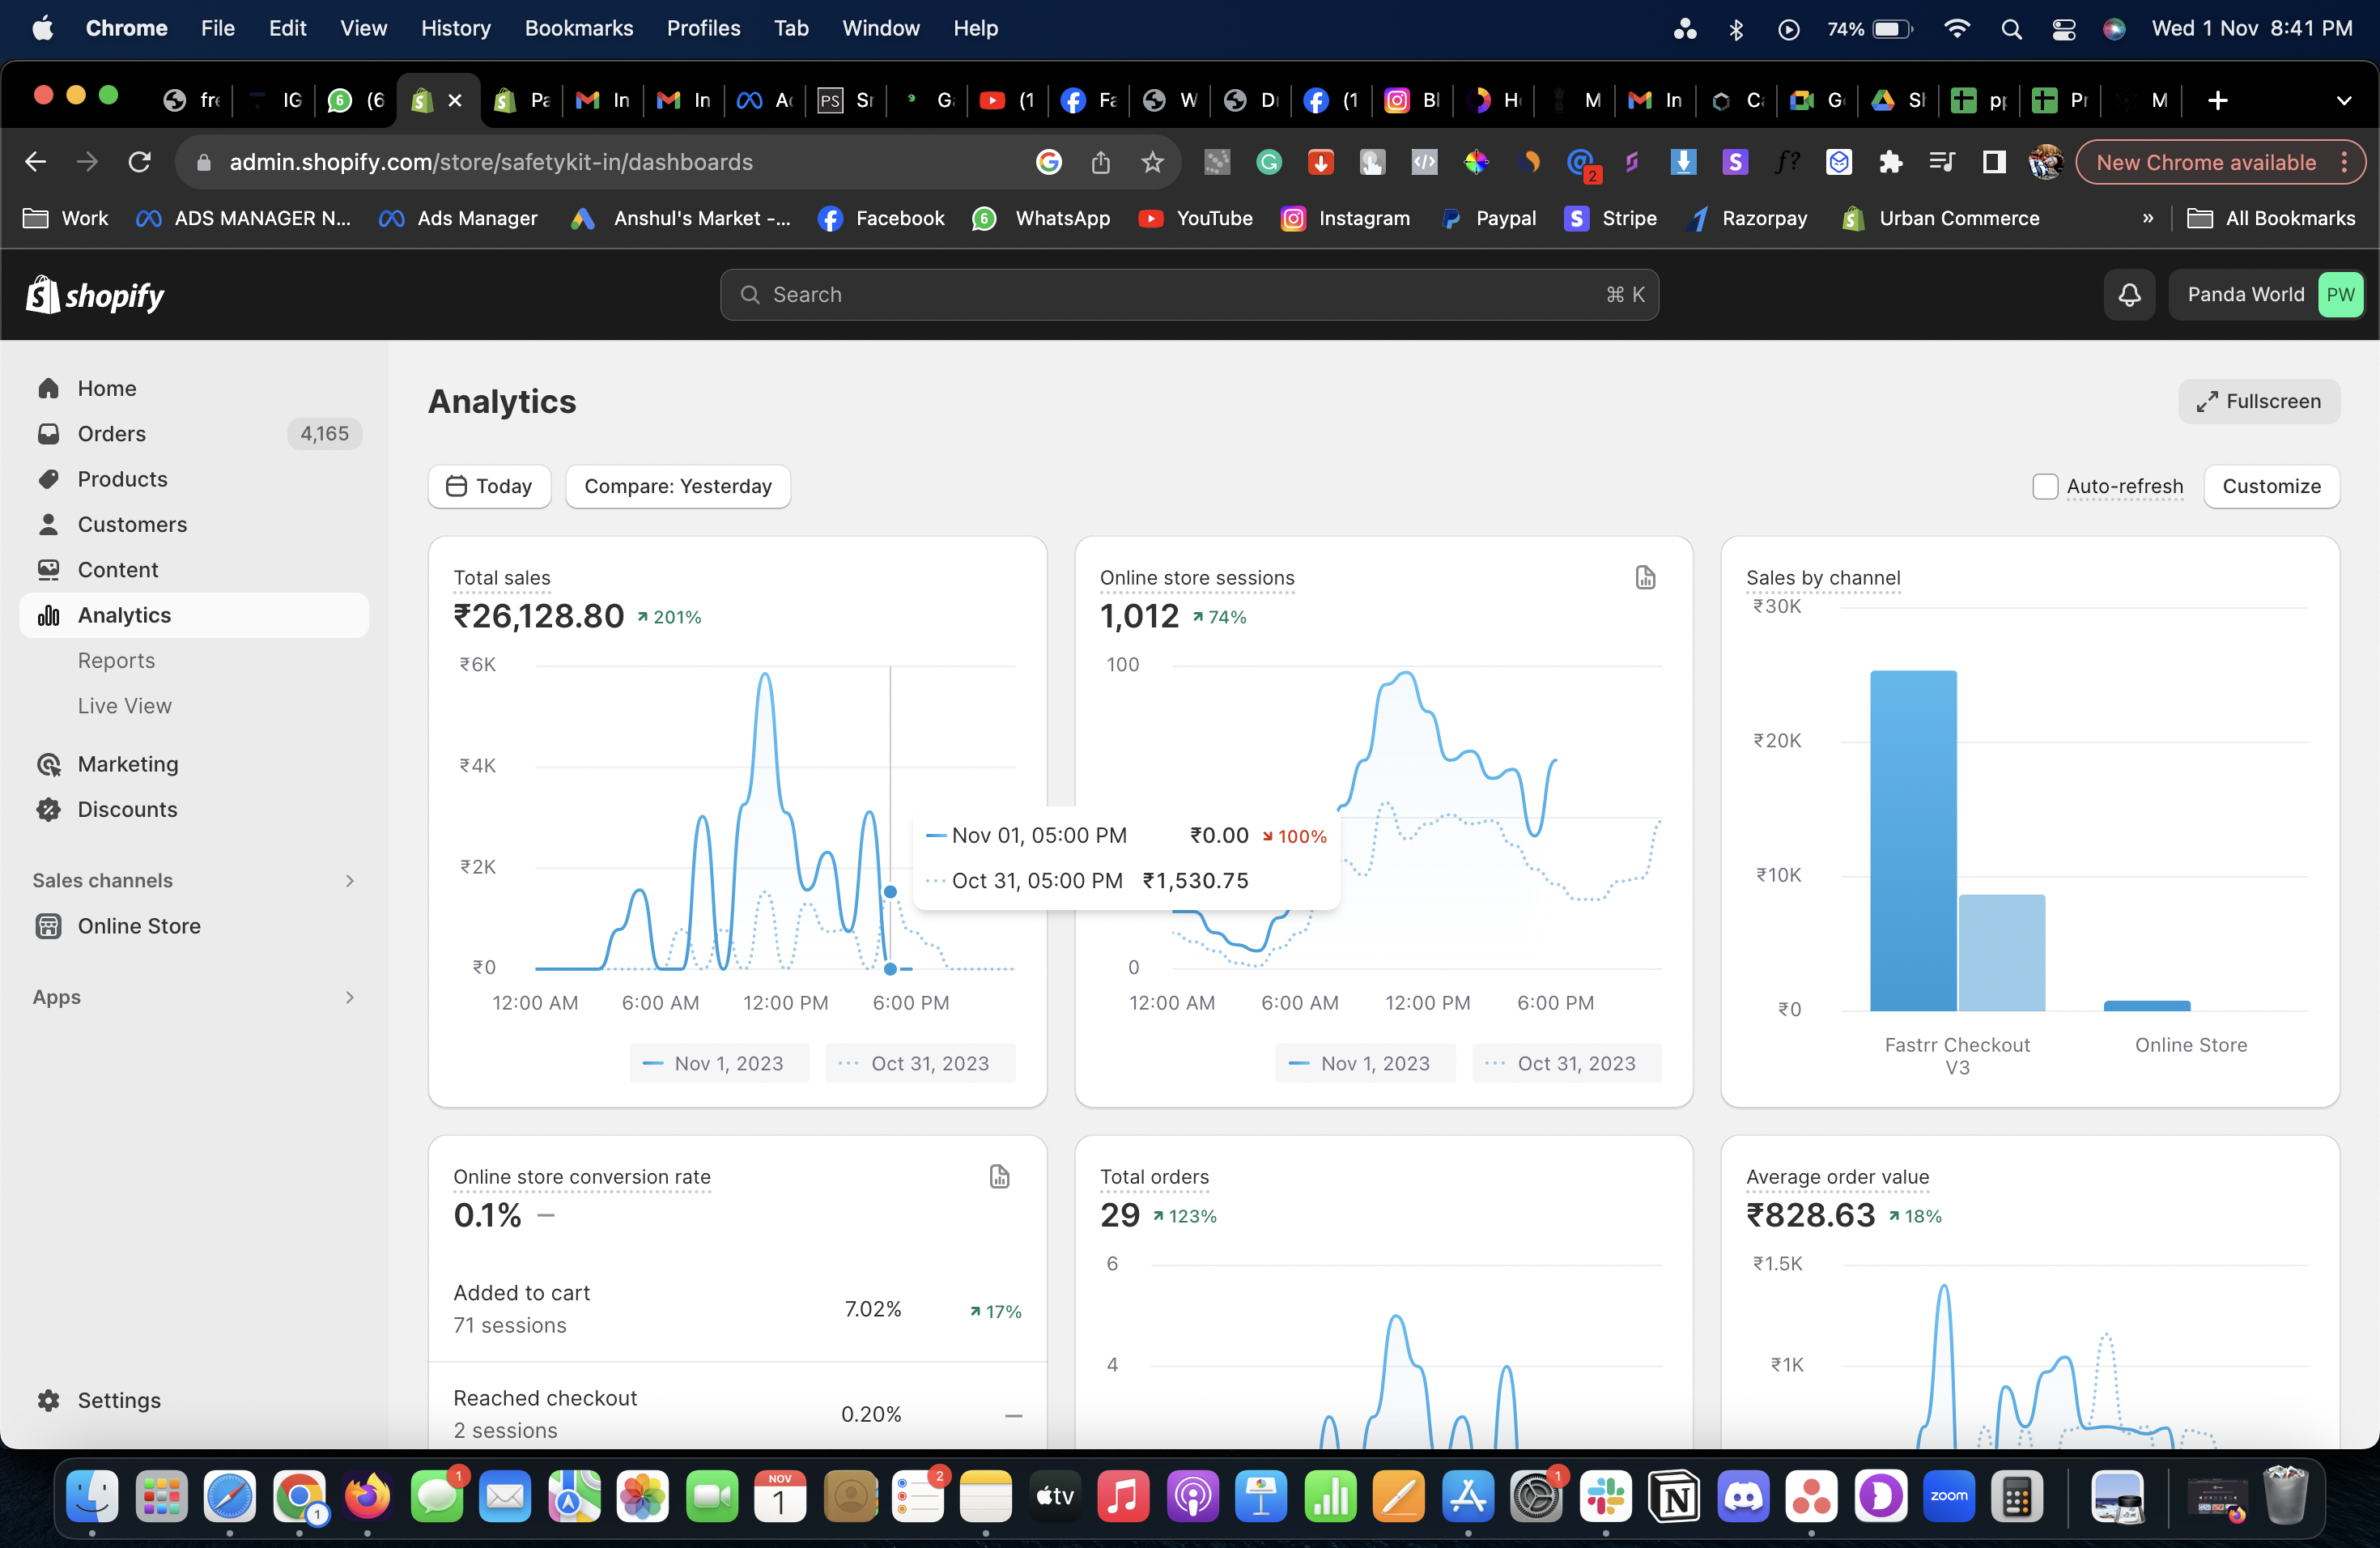 Chrome File Edit View History Bookmarks Profiles Tab Window Help 74% Wed 1 Nov 8:41 PM
fre IG (6 Pa In In A PS Sr G (1 Fa W D (1 Bl H M In C G Sh pp Pr M
admin.shopify.com/store/safetykit-in/dashboards 2 New Chrome available
Work ADS MANAGER N... Ads Manager Anshul's Market -... Facebook WhatsApp YouTube Instagram Paypal Stripe Razorpay Urban Commerce » All Bookmarks
shopify Search ⌘ K Panda World PW
Home
Orders 4,165
Products
Customers
Content
Analytics
Reports
Live View
Marketing
Discounts
Sales channels
Online Store
Apps
Settings
Analytics
Fullscreen
Today Compare: Yesterday Auto-refresh Customize
Total sales
₹26,128.80 201%
₹6K
₹4K
₹2K
₹0
12:00 AM 6:00 AM 12:00 PM 6:00 PM
Nov 1, 2023 Oct 31, 2023
Nov 01, 05:00 PM ₹0.00 100%
Oct 31, 05:00 PM ₹1,530.75
Online store sessions
1,012 74%
100
0
12:00 AM 6:00 AM 12:00 PM 6:00 PM
Nov 1, 2023 Oct 31, 2023
Sales by channel
₹30K
₹20K
₹10K
₹0
Fastrr Checkout
V3
Online Store
Online store conversion rate
0.1% —
Added to cart
71 sessions
7.02% 17%
Reached checkout
2 sessions
0.20% —
Total orders
29 123%
6
4
Average order value
₹828.63 18%
₹1.5K
₹1K
1 1 NOV 1 2 tv 1 zoom